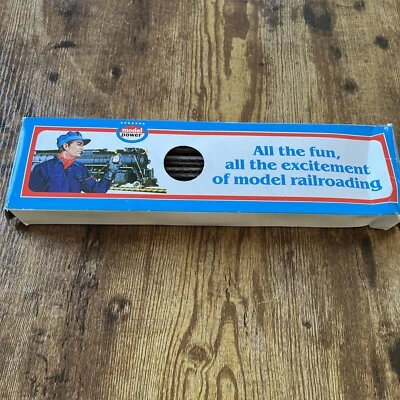 model
power
All the fun,
all the excitement
of model railroading